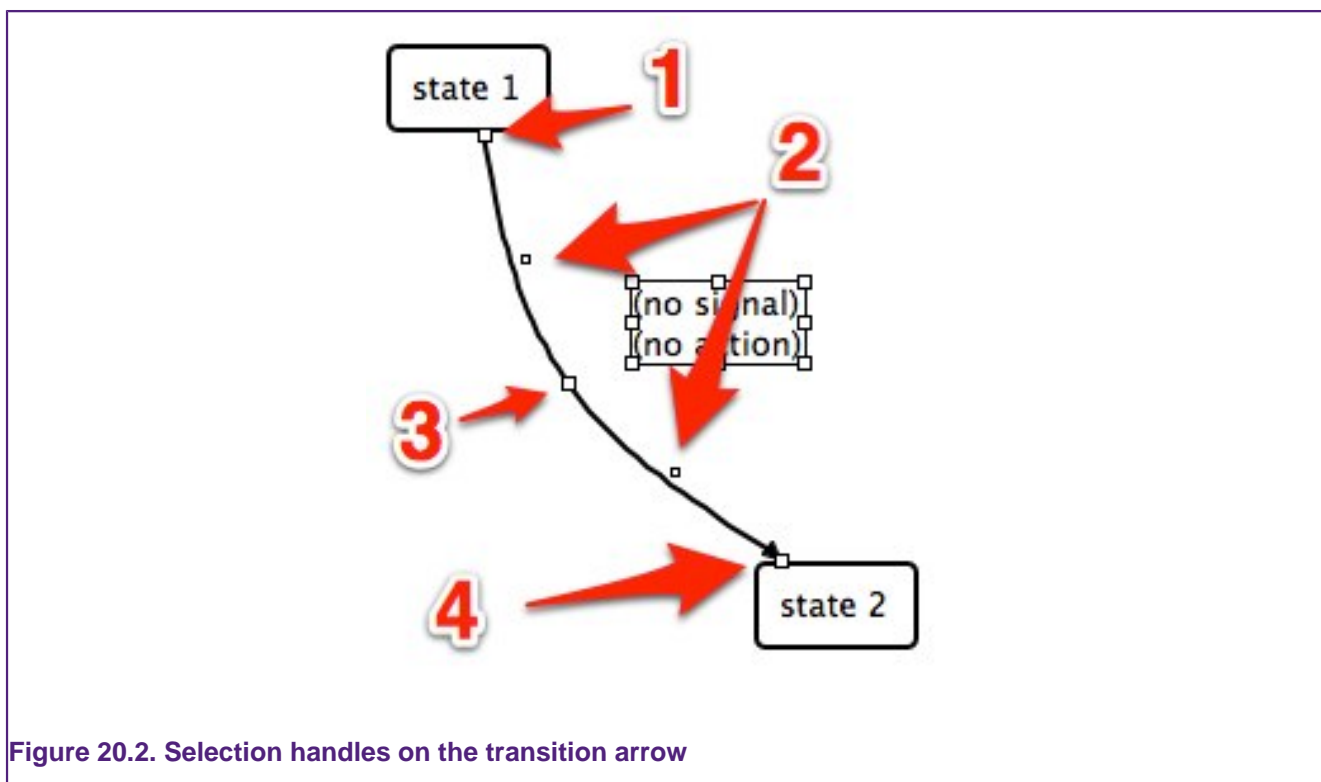 state 1
1
2
(no signal)
(no action)
3
4
state 2
Figure 20.2. Selection handles on the transition arrow